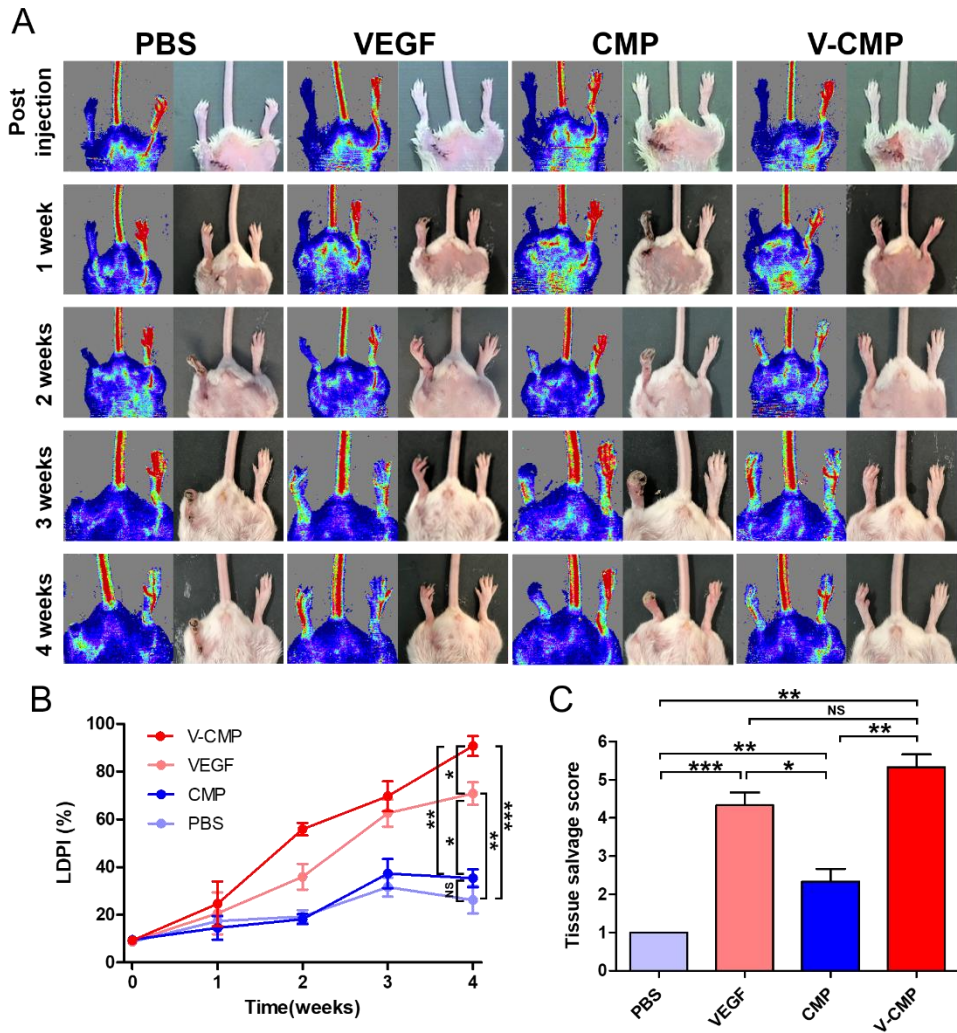 A
PBS VEGF CMP V-CMP
Post injection
1 week
2 weeks
3 weeks
4 weeks
B
LDPI (%)
100
80
60
40
20
0
V-CMP
VEGF
CMP
PBS
** * * NS ** ***
0 1 2 3 4
Time(weeks)
C
Tissue salvage score
**
NS
** **
*** *
6
5
4
3
2
1
0
PBS VEGF CMP V-CMP